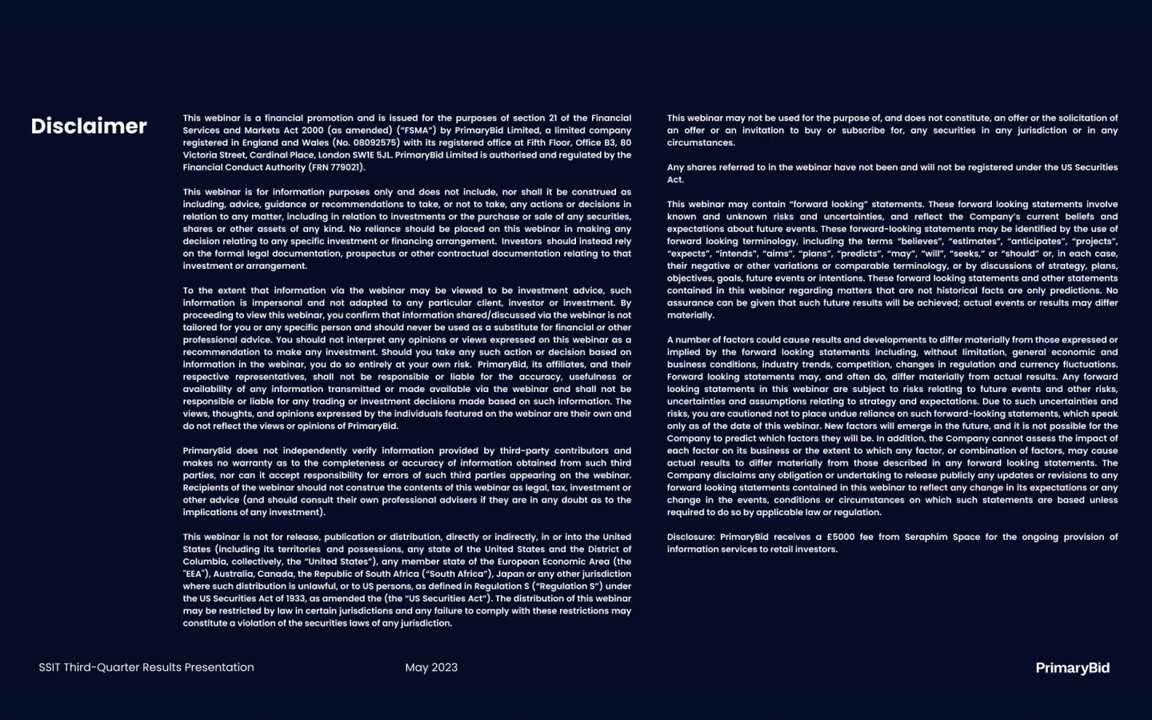 Disclaimer
This webinar is a financial promotion and is issued for the purposes of section 21 of the Financial
Services and Markets Act 2000 (as amended) (“FSMA”) by PrimaryBid Limited, a limited company
registered in England and Wales (No. 08092575) with its registered office at Fifth Floor, Office B3, 80
Victoria Street, Cardinal Place, London SW1E 5JL. PrimaryBid Limited is authorised and regulated by the
Financial Conduct Authority (FRN 779021).
This webinar is for information purposes only and does not include, nor shall it be construed as
including, advice, guidance or recommendations to take, or not to take, any actions or decisions in
relation to any matter, including in relation to investments or the purchase or sale of any securities,
shares or other assets of any kind. No reliance should be placed on this webinar in making any
decision relating to any specific investment or financing arrangement. Investors should instead rely
on the formal legal documentation, prospectus or other contractual documentation relating to that
investment or arrangement.
To the extent that information via the webinar may be viewed to be investment advice, such
information is impersonal and not adapted to any particular client, investor or investment. By
proceeding to view this webinar, you confirm that information shared/discussed via the webinar is not
tailored for you or any specific person and should never be used as a substitute for financial or other
professional advice. You should not interpret any opinions or views expressed on this webinar as a
recommendation to make any investment. Should you take any such action or decision based on
information in the webinar, you do so entirely at your own risk. PrimaryBid, its affiliates, and their
respective representatives, shall not be responsible or liable for the accuracy, usefulness or
availability of any information transmitted or made available via the webinar and shall not be
responsible or liable for any trading or investment decisions made based on such information. The
views, thoughts, and opinions expressed by the individuals featured on the webinar are their own and
do not reflect the views or opinions of PrimaryBid.
PrimaryBid does not independently verify information provided by third-party contributors and
makes no warranty as to the completeness or accuracy of information obtained from such third
parties, nor can it accept responsibility for errors of such third parties appearing on the webinar.
Recipients of the webinar should not construe the contents of this webinar as legal, tax, investment or
other advice (and should consult their own professional advisers if they are in any doubt as to the
implications of any investment).
This webinar is not for release, publication or distribution, directly or indirectly, in or into the United
States (including its territories and possessions, any state of the United States and the District of
Columbia, collectively, the “United States”), any member state of the European Economic Area (the
"EEA"), Australia, Canada, the Republic of South Africa (“South Africa”), Japan or any other jurisdiction
where such distribution is unlawful, or to US persons, as defined in Regulation S (“Regulation S”) under
the US Securities Act of 1933, as amended the (the “US Securities Act”). The distribution of this webinar
may be restricted by law in certain jurisdictions and any failure to comply with these restrictions may
constitute a violation of the securities laws of any jurisdiction.
This webinar may not be used for the purpose of, and does not constitute, an offer or the solicitation of
an offer or an invitation to buy or subscribe for, any securities in any jurisdiction or in any
circumstances.
Any shares referred to in the webinar have not been and will not be registered under the US Securities
Act.
This webinar may contain “forward looking” statements. These forward looking statements involve
known and unknown risks and uncertainties, and reflect the Company’s current beliefs and
expectations about future events. These forward-looking statements may be identified by the use of
forward looking terminology, including the terms “believes”, “estimates”, “anticipates”, “projects”,
“expects”, “intends”, “aims”, “plans”, “predicts”, “may”, “will”, “seeks,” or “should” or, in each case,
their negative or other variations or comparable terminology, or by discussions of strategy, plans,
objectives, goals, future events or intentions. These forward looking statements and other statements
contained in this webinar regarding matters that are not historical facts are only predictions. No
assurance can be given that such future results will be achieved; actual events or results may differ
materially.
A number of factors could cause results and developments to differ materially from those expressed or
implied by the forward looking statements including, without limitation, general economic and
business conditions, industry trends, competition, changes in regulation and currency fluctuations.
Forward looking statements may, and often do, differ materially from actual results. Any forward
looking statements in this webinar are subject to risks relating to future events and other risks,
uncertainties and assumptions relating to strategy and expectations. Due to such uncertainties and
risks, you are cautioned not to place undue reliance on such forward-looking statements, which speak
only as of the date of this webinar. New factors will emerge in the future, and it is not possible for the
Company to predict which factors they will be. In addition, the Company cannot assess the impact of
each factor on its business or the extent to which any factor, or combination of factors, may cause
actual results to differ materially from those described in any forward looking statements. The
Company disclaims any obligation or undertaking to release publicly any updates or revisions to any
forward looking statements contained in this webinar to reflect any change in its expectations or any
change in the events, conditions or circumstances on which such statements are based unless
required to do so by applicable law or regulation.
Disclosure: PrimaryBid receives a £5000 fee from Seraphim Space for the ongoing provision of
information services to retail investors.
SSIT Third-Quarter Results Presentation
May 2023
PrimaryBid